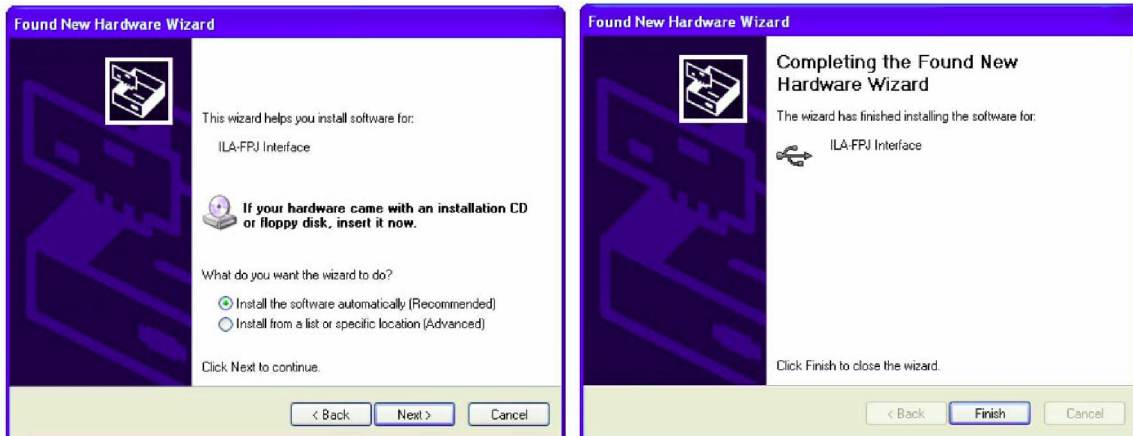 Found New Hardware Wizard
This wizard helps you install software for:
ILA-FPJ Interface
If your hardware came with an installation CD
or floppy disk, insert it now.
What do you want the wizard to do?
Install the software automatically (Recommended)
Install from a list or specific location (Advanced)
Click Next to continue.
< Back
Next >
Cancel
Found New Hardware Wizard
Completing the Found New
Hardware Wizard
The wizard has finished installing the software for:
ILA-FPJ Interface
Click Finish to close the wizard.
< Back
Finish
Cancel